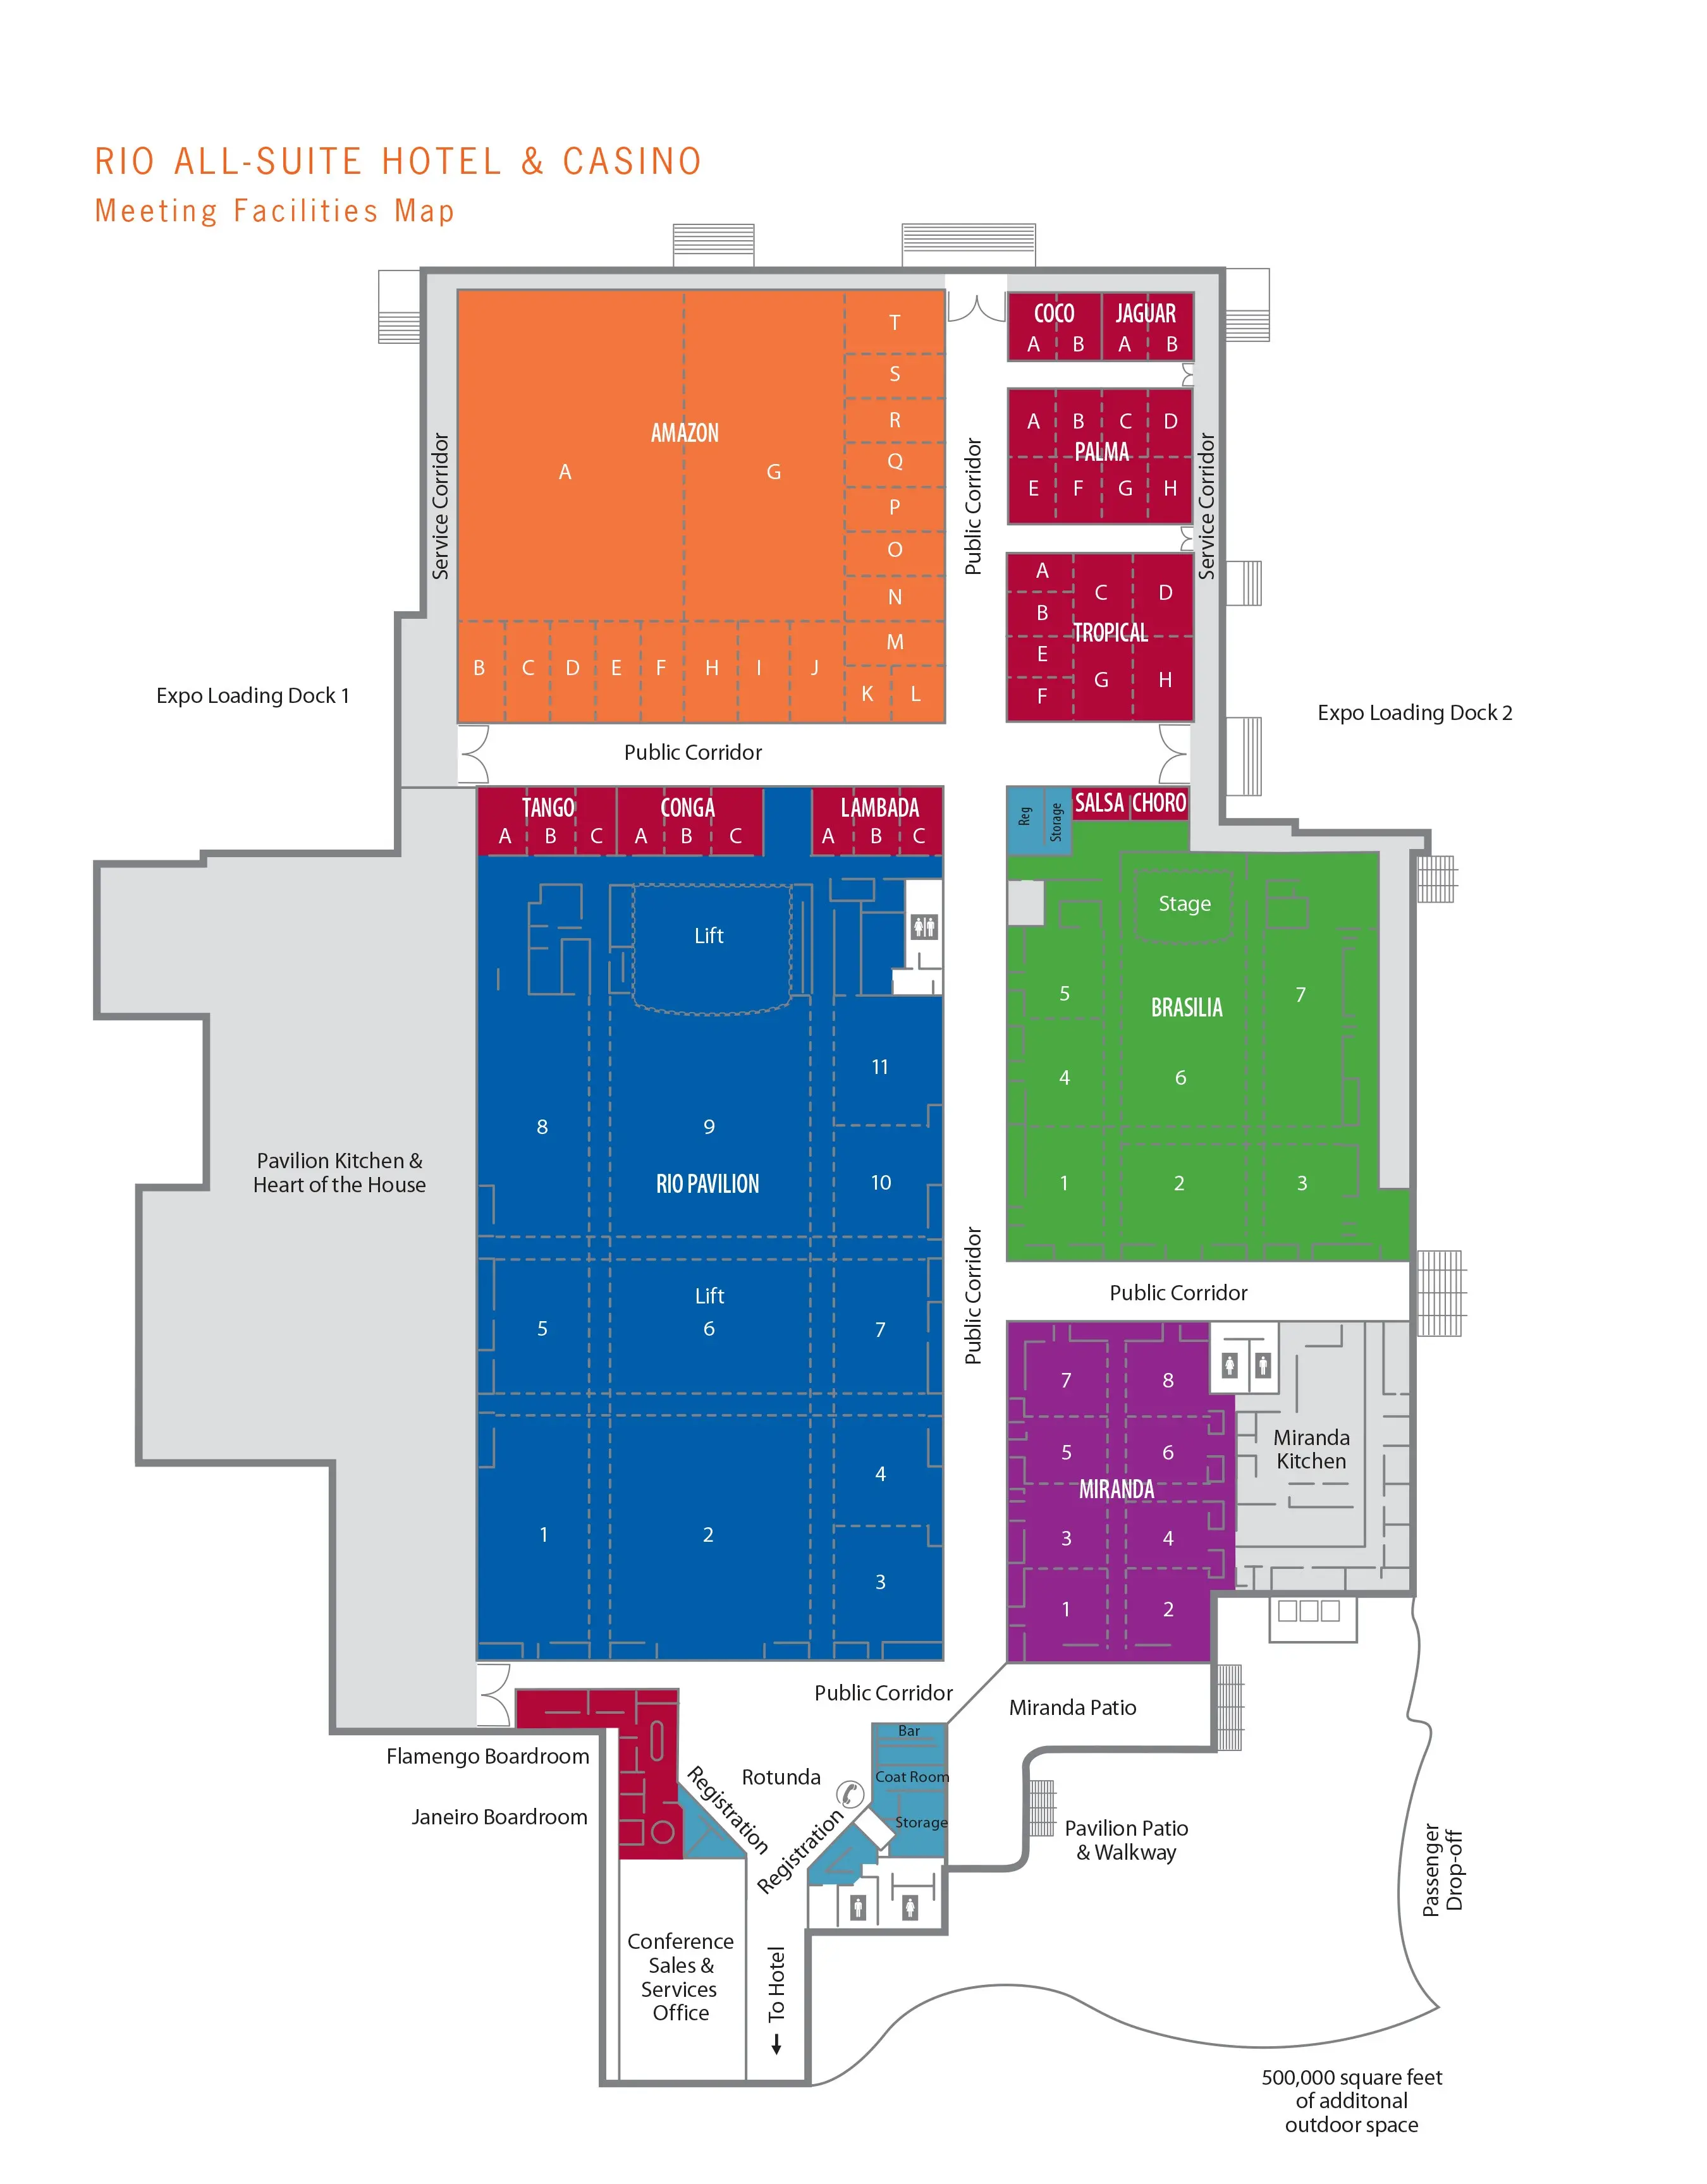 RIO ALL-SUITE HOTEL & CASINO
Meeting Facilities Map
COCO
A B
JAGUAR
A B
T
S
R
Q
P
O
N
M
K L
AMAZON
A
G
B C D E F H I J
Service Corridor
Public Corridor
A B C D
PALMA
E F G H
Service Corridor
A
B
C
D
TROPICAL
E
F
G
H
Expo Loading Dock 1
Expo Loading Dock 2
Public Corridor
TANGO
A B C
CONGA
A B C
LAMBADA
A B C
Reg
Storage
SALSA
CHORO
Lift
Stage
5
BRASILIA
7
4
6
1
2
3
11
8
9
RIO PAVILION
10
Pavilion Kitchen &
Heart of the House
Public Corridor
Public Corridor
Lift
5
6
7
4
1
2
3
7
8
5
6
MIRANDA
3
4
1
2
Miranda
Kitchen
Public Corridor
Miranda Patio
Bar
Flamengo Boardroom
Janeiro Boardroom
Registration
Rotunda
Coat Room
Registration
Storage
Pavilion Patio
& Walkway
Passenger
Drop-off
Conference
Sales &
Services
Office
To Hotel
500,000 square feet
of additonal
outdoor space